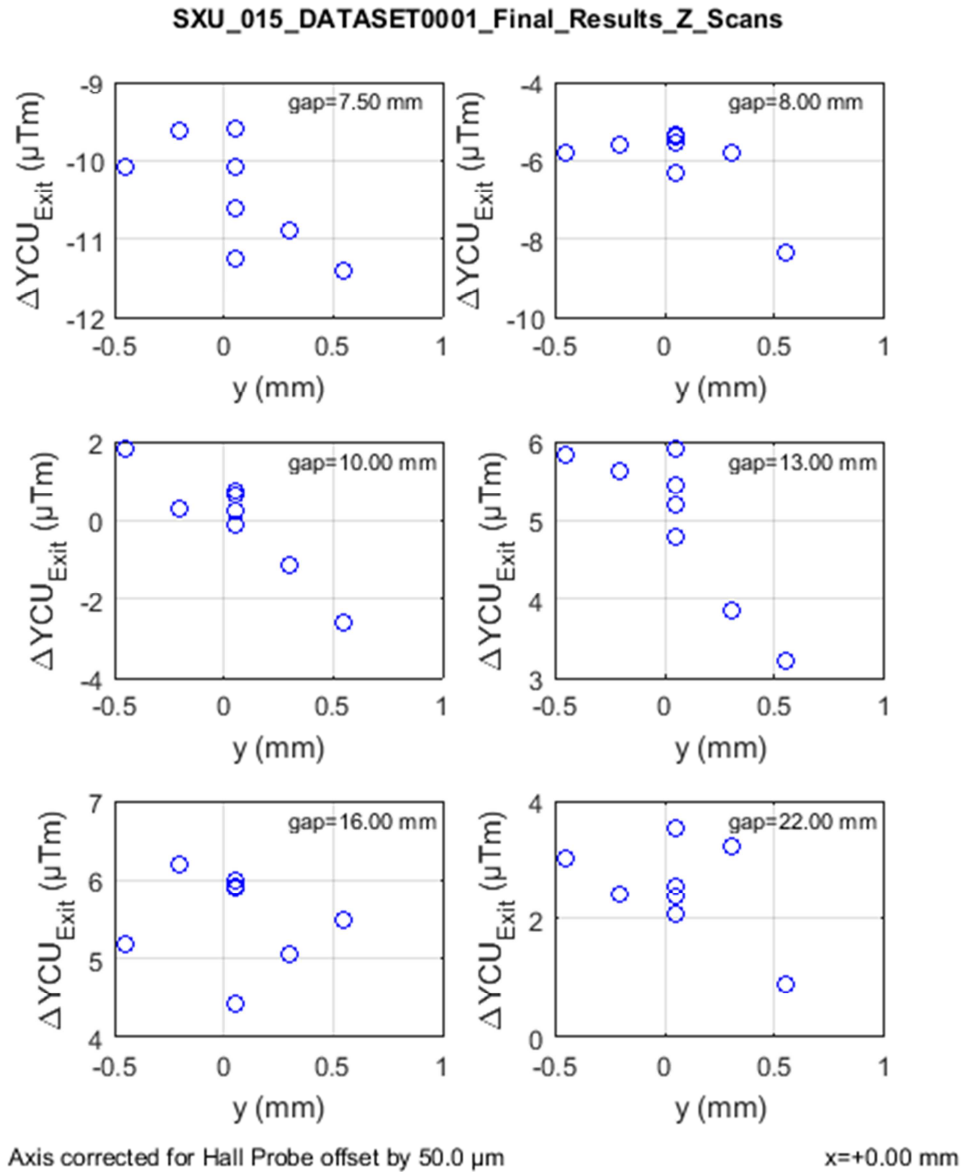 SXU_015_DATASET0001_Final_Results_Z_Scans
-9
-10
-11
-12
ΔYCU_Exit (µTm)
gap=7.50 mm
-0.5 0 0.5 1
y (mm)
-4
-6
-8
-10
ΔYCU_Exit (µTm)
gap=8.00 mm
-0.5 0 0.5 1
y (mm)
2
0
-2
-4
ΔYCU_Exit (µTm)
gap=10.00 mm
-0.5 0 0.5 1
y (mm)
6
5
4
3
ΔYCU_Exit (µTm)
gap=13.00 mm
-0.5 0 0.5 1
y (mm)
7
6
5
4
ΔYCU_Exit (µTm)
gap=16.00 mm
-0.5 0 0.5 1
y (mm)
4
2
0
ΔYCU_Exit (µTm)
gap=22.00 mm
-0.5 0 0.5 1
y (mm)
Axis corrected for Hall Probe offset by 50.0 µm
x=+0.00 mm